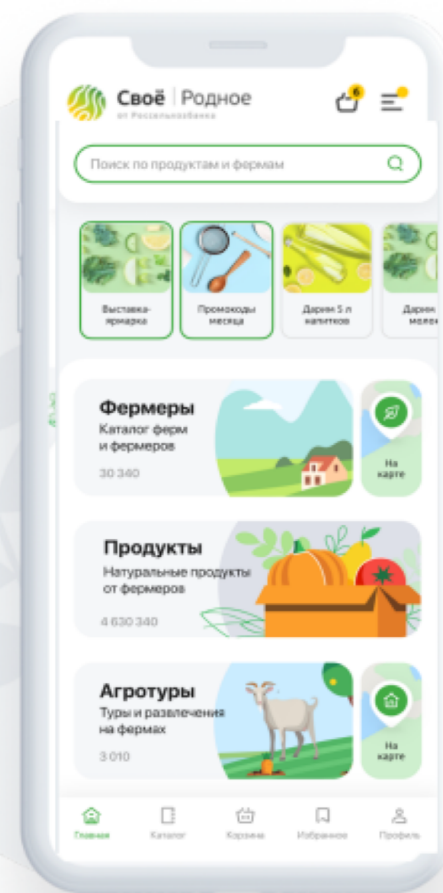 Своё | Родное
от Россельхозбанка
6
Поиск по продуктам и фермам
Выставка-
ярмарка
Промокоды
месяца
Дарим 5 л
напитков
Дарим
молок
Фермеры
Каталог ферм
и фермеров
30 340
На
карте
Продукты
Натуральные продукты
от фермеров
4 630 340
Агротуры
Туры и развлечения
на фермах
3 010
На
карте
Главная
Каталог
Корзина
Избранное
Профиль